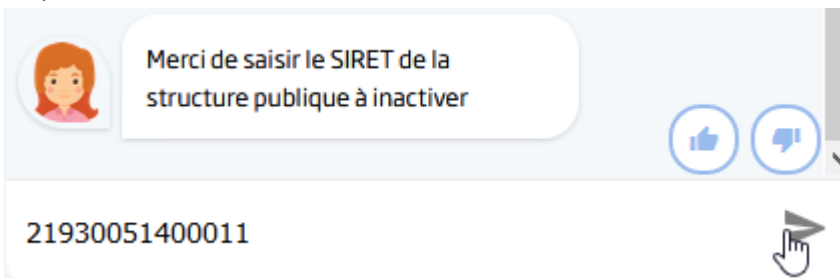 Merci de saisir le SIRET de la
structure publique à inactiver
21930051400011